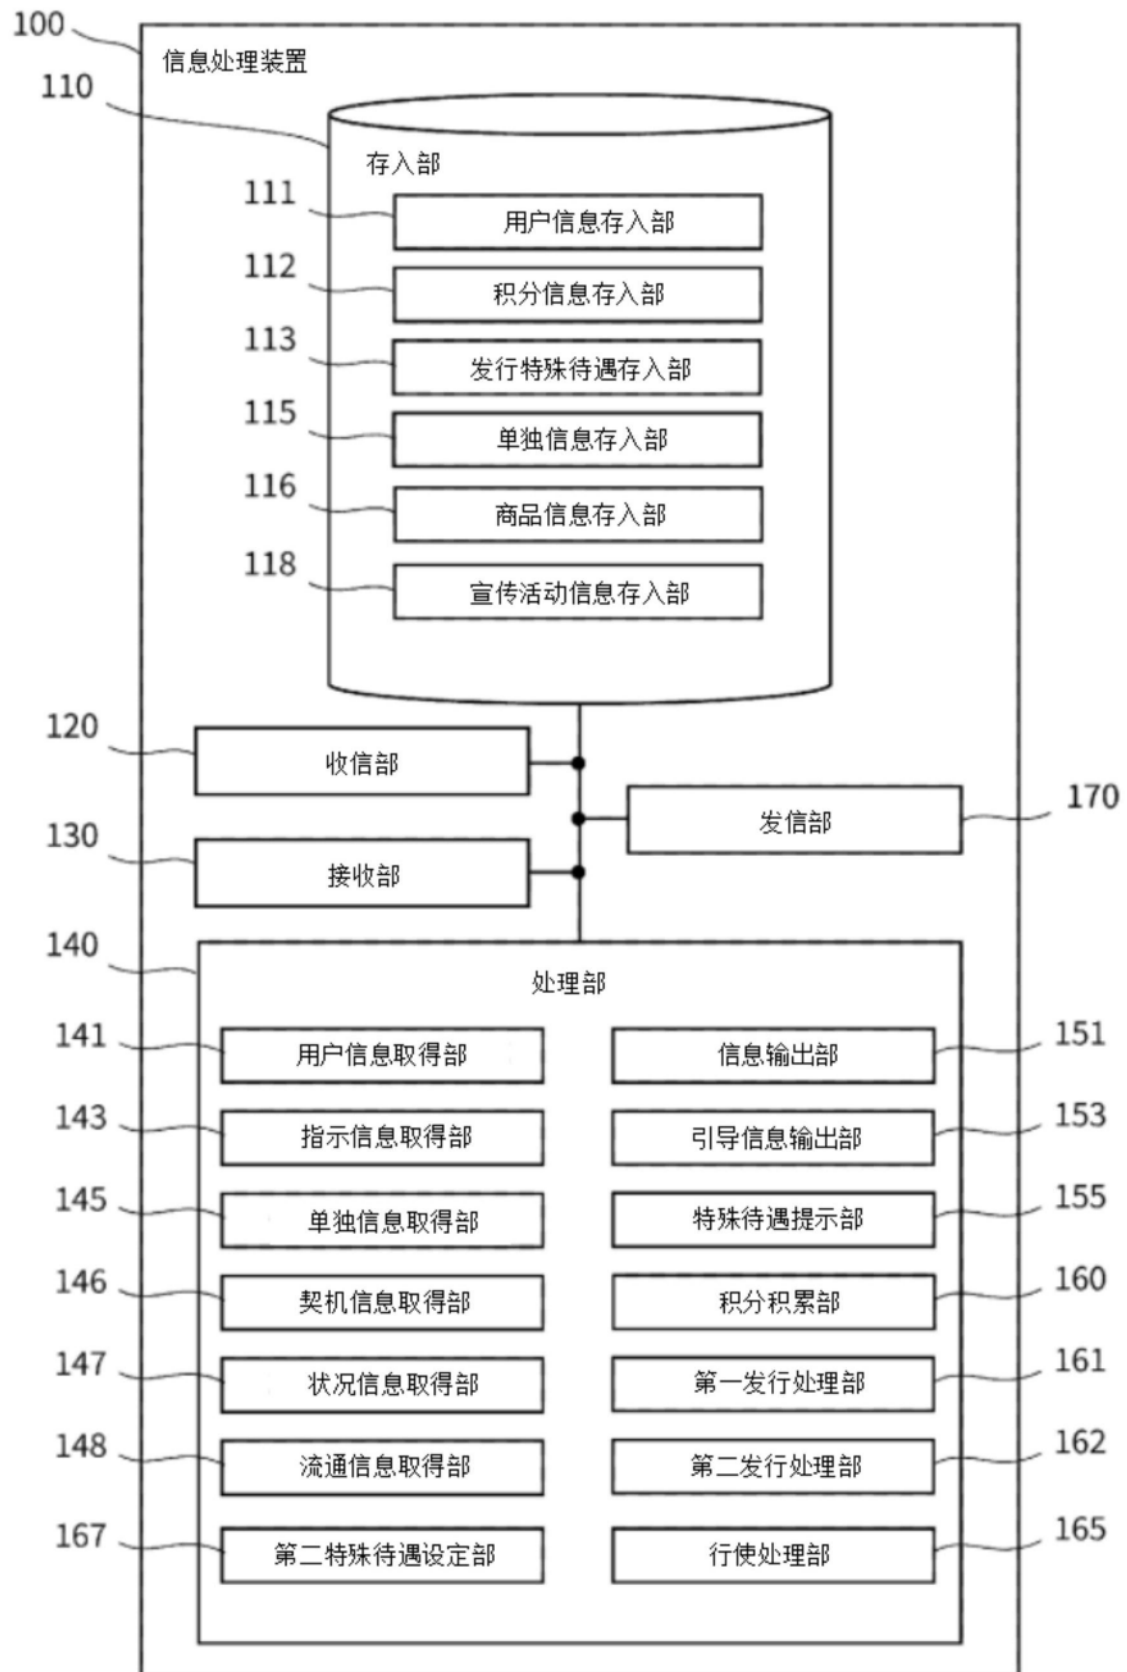 100
信息处理装置
110
存入部
111
用户信息存入部
112
积分信息存入部
113
发行特殊待遇存入部
115
单独信息存入部
116
商品信息存入部
118
宣传活动信息存入部
120
收信部
170
发信部
130
接收部
140
处理部
141
用户信息取得部
151
信息输出部
143
指示信息取得部
153
引导信息输出部
145
单独信息取得部
155
特殊待遇提示部
146
契机信息取得部
160
积分积累部
147
状况信息取得部
161
第一发行处理部
148
流通信息取得部
162
第二发行处理部
167
第二特殊待遇设定部
165
行使处理部